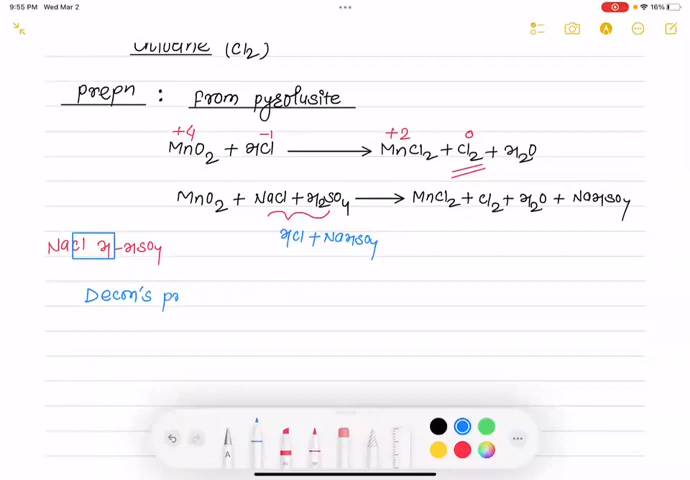 9:55 PM Wed Mar 2
16%
Chlorine (Cl2)
Prepn : From pyrolusite
+4 -1 +2 0
MnO2 + HCl ⟶ MnCl2 + Cl2 + H2O
MnO2 + NaCl + H2SO4 ⟶ MnCl2 + Cl2 + H2O + NaHSO4
HCl + NaHSO4
NaCl H-HSO4
Decon's pr
A